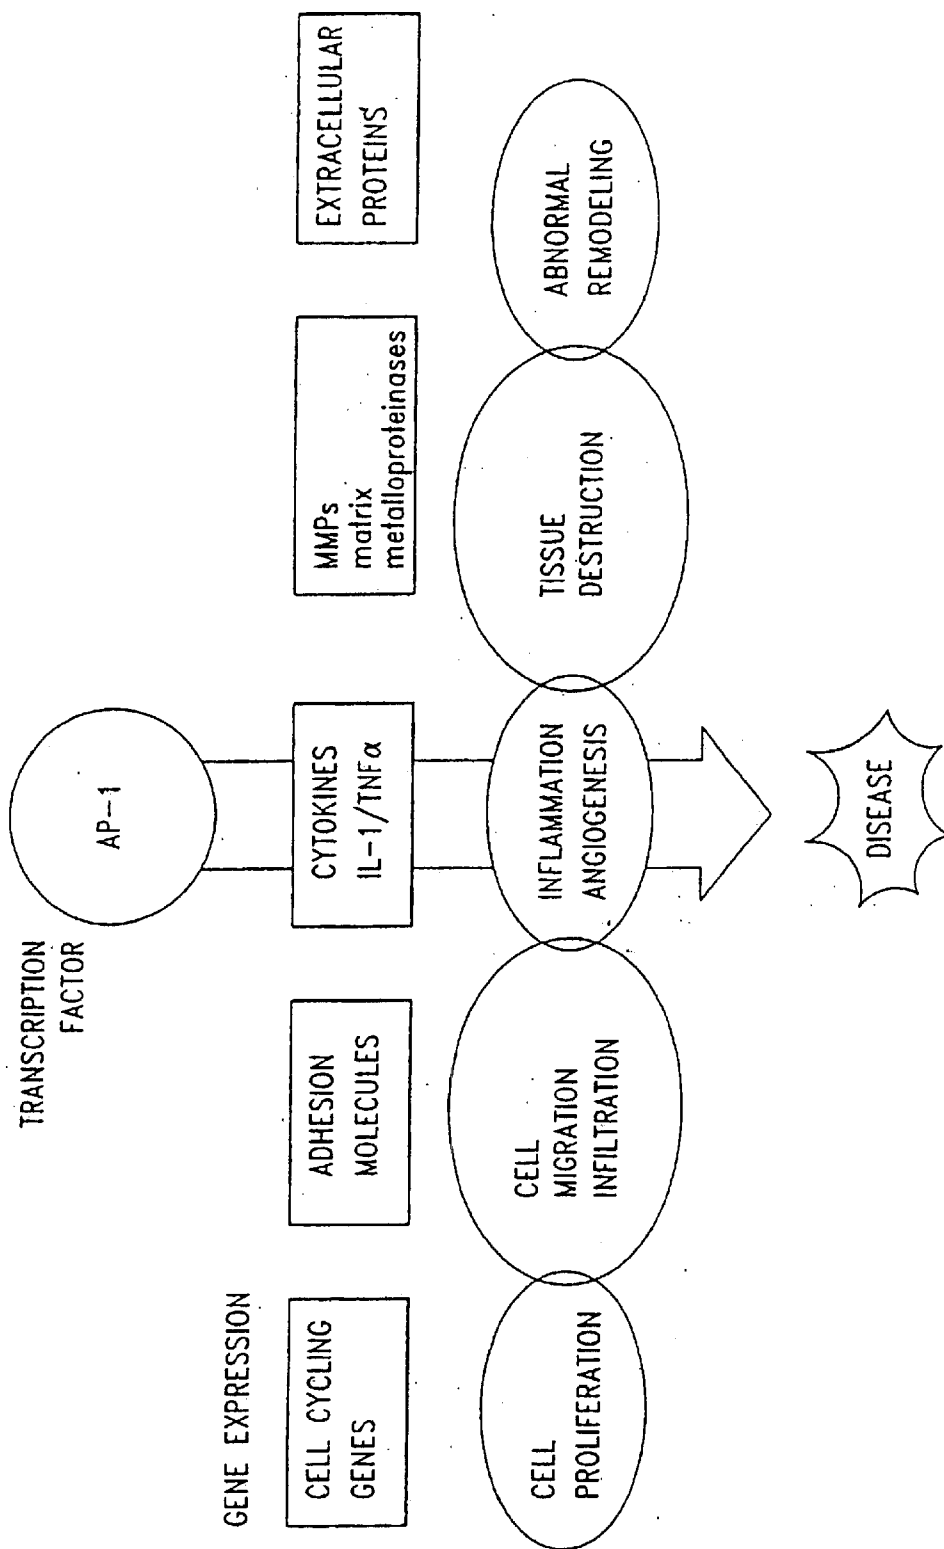 TRANSCRIPTION
FACTOR
AP-1
GENE EXPRESSION
CELL CYCLING
GENES
ADHESION
MOLECULES
CYTOKINES
IL-1/TNFα
MMPs
matrix
metalloproteinases
EXTRACELLULAR
PROTEINS
CELL
PROLIFERATION
CELL
MIGRATION
INFILTRATION
INFLAMMATION
ANGIOGENESIS
TISSUE
DESTRUCTION
ABNORMAL
REMODELING
DISEASE